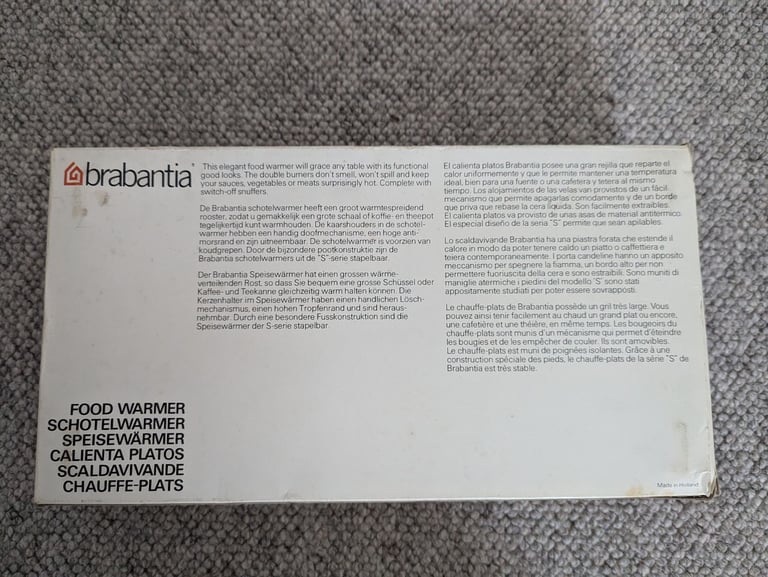 brabantia
This elegant food warmer will grace any table with its functional
good looks. The double burners don't smell, won't spill and keep
your sauces, vegetables or meats surprisingly hot. Complete with
switch-off snuffers.
De Brabantia schotelwarmer heeft een groot warmtespreidend
rooster, zodat u gemakkelijk een grote schaal of koffie- en theepot
tegelijkertijd kunt warmhouden. De kaarshouders in de schotel-
warmer hebben een handig doofmechanisme, een hoge anti-
morsrand en zijn uitneembaar. De schotelwarmer is voorzien van
koudgrepen. Door de bijzondere pootkonstruktie zijn de
Brabantia schotelwarmers uit de "S"-serie stapelbaar.
Der Brabantia Speisewärmer hat einen grossen wärme-
verteilenden Rost, so dass Sie bequem eine grosse Schüssel oder
Kaffee- und Teekanne gleichzeitig warm halten können. Die
Kerzenhalter im Speisewärmer haben einen handlichen Lösch-
mechanismus, einen hohen Tropfenrand und sind heraus-
nehmbar. Durch eine besondere Fusskonstruktion sind die
Speisewärmer der S-serie stapelbar.
El calienta platos Brabantia posee una gran rejilla que reparte el
calor uniformemente y que le permite mantener una temperatura
ideal, bien para una fuente o una cafetera y tetera al mismo
tiempo. Los alojamientos de las velas van provistos de un fácil
mecanismo que permite apagarlas comodamente y de un borde
que priva que rebase la cera líquida. Son facilmente extraibles.
El calienta platos va provisto de unas asas de material antitérmico.
El especial diseño de la serie "S" permite que sean apilables.
Lo scaldavivande Brabantia ha una piastra forata che estende il
calore in modo da poter tenere caldo un piatto o caffettiera e
teiera contemporaneamente. I porta candeline hanno un apposito
meccanismo per spegnere la fiamma, un bordo alto per non
permettere fuoriuscita della cera e sono estraibili. Sono muniti di
maniglie atermiche i piedini del modello 'S' sono stati
appositamente studiati per poter essere sovrapposti.
Le chauffe-plats de Brabantia possède un gril très large. Vous
pouvez ainsi tenir facilement au chaud un grand plat ou encore,
une cafetière et une théière, en même temps. Les bougeoirs du
chauffe-plats sont munis d'un mécanisme qui permet d'éteindre
les bougies et de les empêcher de couler. Ils sont amovibles.
Le chauffe-plats est muni de poignées isolantes. Grâce à une
construction spéciale des pieds, le chauffe-plats de la série "S" de
Brabantia est très stable.
FOOD WARMER
SCHOTELWARMER
SPEISEWÄRMER
CALIENTA PLATOS
SCALDAVIVANDE
CHAUFFE-PLATS
Made in Holland